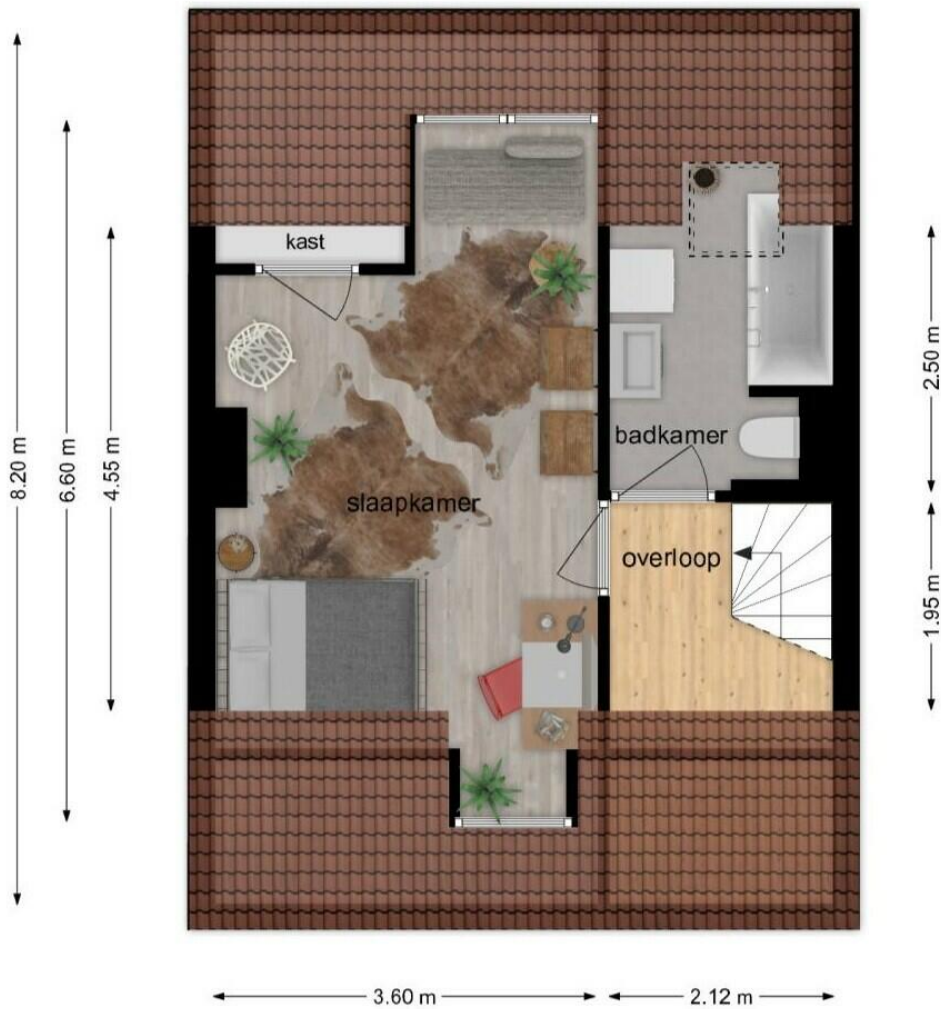 kast
badkamer
slaapkamer
overloop
8.20 m
6.60 m
4.55 m
2.50 m
1.95 m
3.60 m
2.12 m